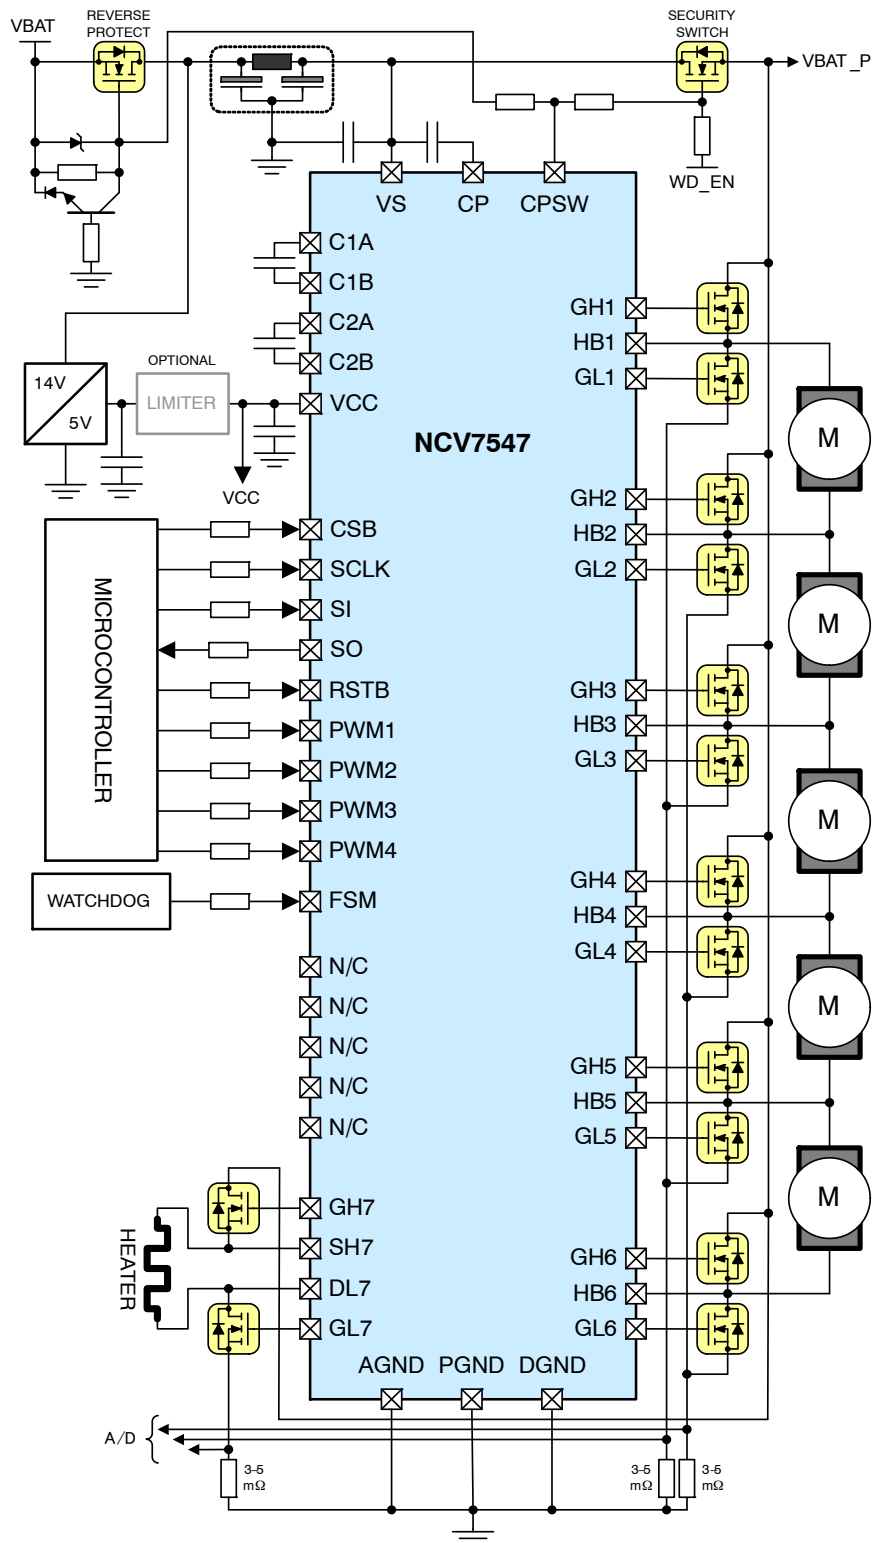 VBAT
REVERSE
PROTECT
SECURITY
SWITCH
VBAT_P
WD_EN
VS
CP
CPSW
C1A
C1B
C2A
C2B
VCC
14V
5V
OPTIONAL
LIMITER
VCC
NCV7547
GH1
HB1
GL1
M
GH2
HB2
GL2
M
GH3
HB3
GL3
M
GH4
HB4
GL4
M
GH5
HB5
GL5
M
GH6
HB6
GL6
MICROCONTROLLER
CSB
SCLK
SI
SO
RSTB
PWM1
PWM2
PWM3
PWM4
WATCHDOG
FSM
N/C
N/C
N/C
N/C
N/C
HEATER
GH7
SH7
DL7
GL7
AGND
PGND
DGND
A/D
3–5
mΩ
3–5
mΩ
3–5
mΩ